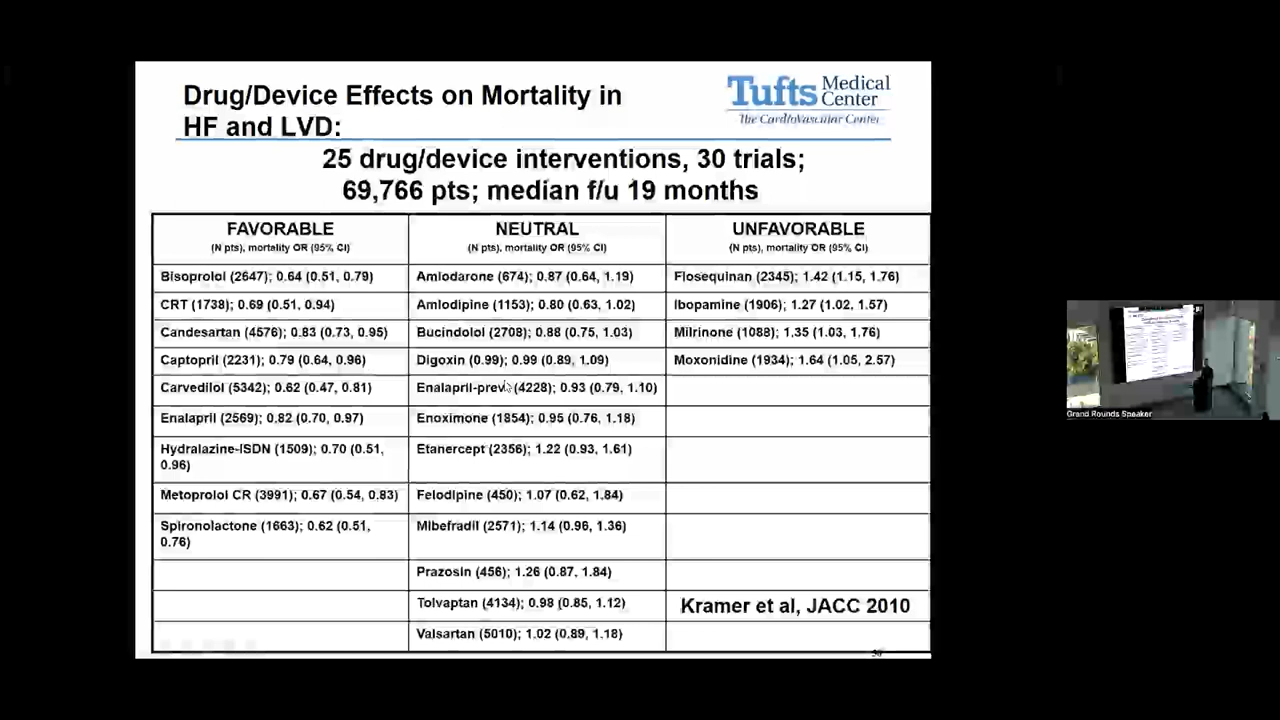 Drug/Device Effects on Mortality in
HF and LVD:
Tufts Medical
Center
The CardioVascular Center
25 drug/device interventions, 30 trials;
69,766 pts; median f/u 19 months
FAVORABLE
(N pts), mortality OR (95% CI)
NEUTRAL
(N pts), mortality OR (95% CI)
UNFAVORABLE
(N pts), mortality OR (95% CI)
Bisoprolol (2647); 0.64 (0.51, 0.79)
Amiodarone (674); 0.87 (0.64, 1.19)
Flosequinan (2345); 1.42 (1.15, 1.76)
CRT (1738); 0.69 (0.51, 0.94)
Amlodipine (1153); 0.80 (0.63, 1.02)
Ibopamine (1906); 1.27 (1.02, 1.57)
Candesartan (4576); 0.83 (0.73, 0.95)
Bucindolol (2708); 0.88 (0.75, 1.03)
Milrinone (1088); 1.35 (1.03, 1.76)
Captopril (2231); 0.79 (0.64, 0.96)
Digoxin (0.99); 0.99 (0.89, 1.09)
Moxonidine (1934); 1.64 (1.05, 2.57)
Carvedilol (5342); 0.62 (0.47, 0.81)
Enalapril-prev. (4228); 0.93 (0.79, 1.10)
Enalapril (2569); 0.82 (0.70, 0.97)
Enoximone (1854); 0.95 (0.76, 1.18)
Hydralazine-ISDN (1509); 0.70 (0.51,
0.96)
Etanercept (2356); 1.22 (0.93, 1.61)
Metoprolol CR (3991); 0.67 (0.54, 0.83)
Felodipine (450); 1.07 (0.62, 1.84)
Spironolactone (1663); 0.62 (0.51,
0.76)
Mibefradil (2571); 1.14 (0.96, 1.36)
Prazosin (456); 1.26 (0.87, 1.84)
Tolvaptan (4134); 0.98 (0.85, 1.12)
Kramer et al, JACC 2010
Valsartan (5010); 1.02 (0.89, 1.18)
Grand Rounds Speaker